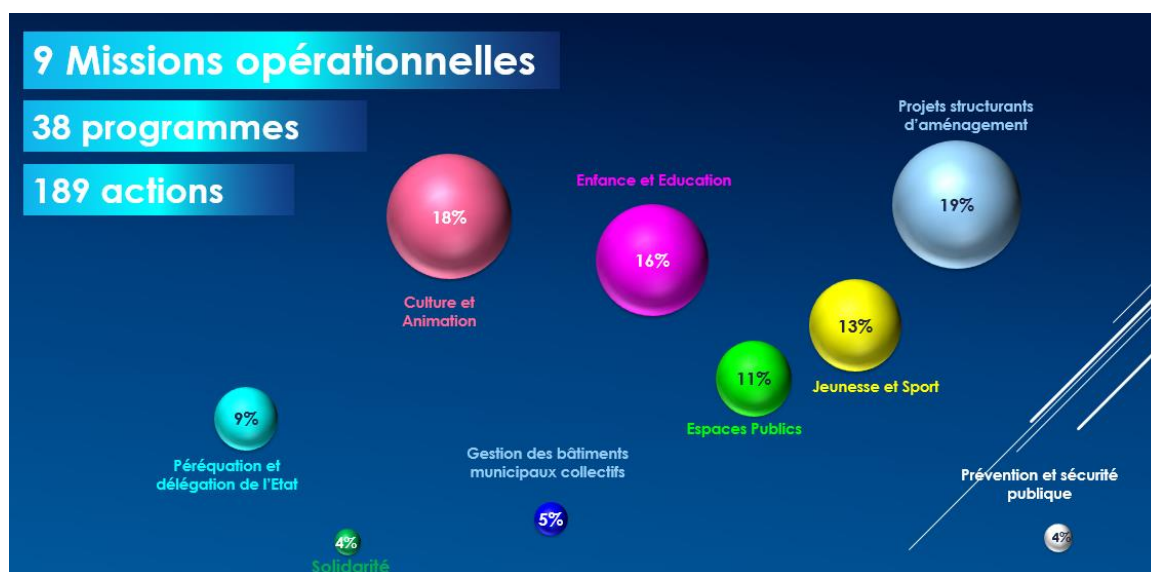 9 Missions opérationnelles
38 programmes
189 actions
Projets structurants
d'aménagement
19%
Enfance et Education
16%
18%
Culture et
Animation
13%
Jeunesse et Sport
11%
Espaces Publics
9%
Péréquation et
délégation de l'Etat
Gestion des bâtiments
municipaux collectifs
5%
Prévention et sécurité
publique
4%
4%
Solidarité